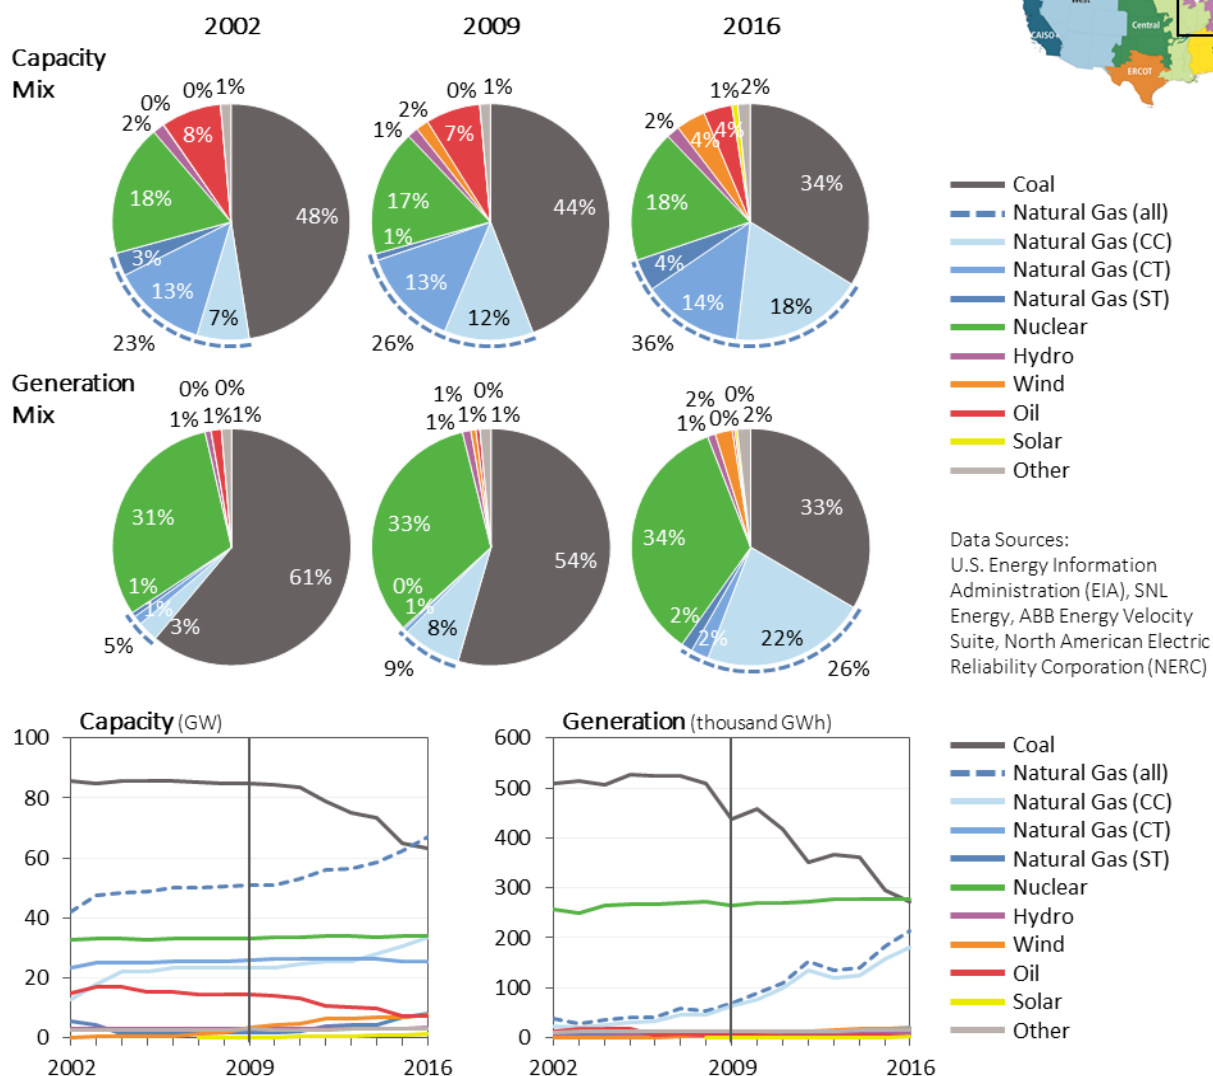 2002 2009 2016
West
CAISO
Central
ERCOT
Capacity
Mix
0% 0% 1%
2% 8%
18% 48%
3%
13%
7%
23%
0% 1%
2%
1% 7%
17% 44%
1%
13%
12%
26%
1% 2%
2% 4% 4%
34%
18%
4%
14% 18%
36%
Coal
Natural Gas (all)
Natural Gas (CC)
Natural Gas (CT)
Natural Gas (ST)
Nuclear
Hydro
Wind
Oil
Solar
Other
Generation
Mix
0% 0%
1% 1% 1%
31%
61%
1%
1%
3%
5%
1% 0%
1% 1% 1%
33%
54%
0%
1%
8%
9%
2% 0%
1% 0% 2%
33%
34%
2%
2% 22%
26%
Data Sources:
U.S. Energy Information
Administration (EIA), SNL
Energy, ABB Energy Velocity
Suite, North American Electric
Reliability Corporation (NERC)
Capacity (GW)
100
80
60
40
20
0
2002 2009 2016
Generation (thousand GWh)
600
500
400
300
200
100
0
2002 2009 2016
Coal
Natural Gas (all)
Natural Gas (CC)
Natural Gas (CT)
Natural Gas (ST)
Nuclear
Hydro
Wind
Oil
Solar
Other